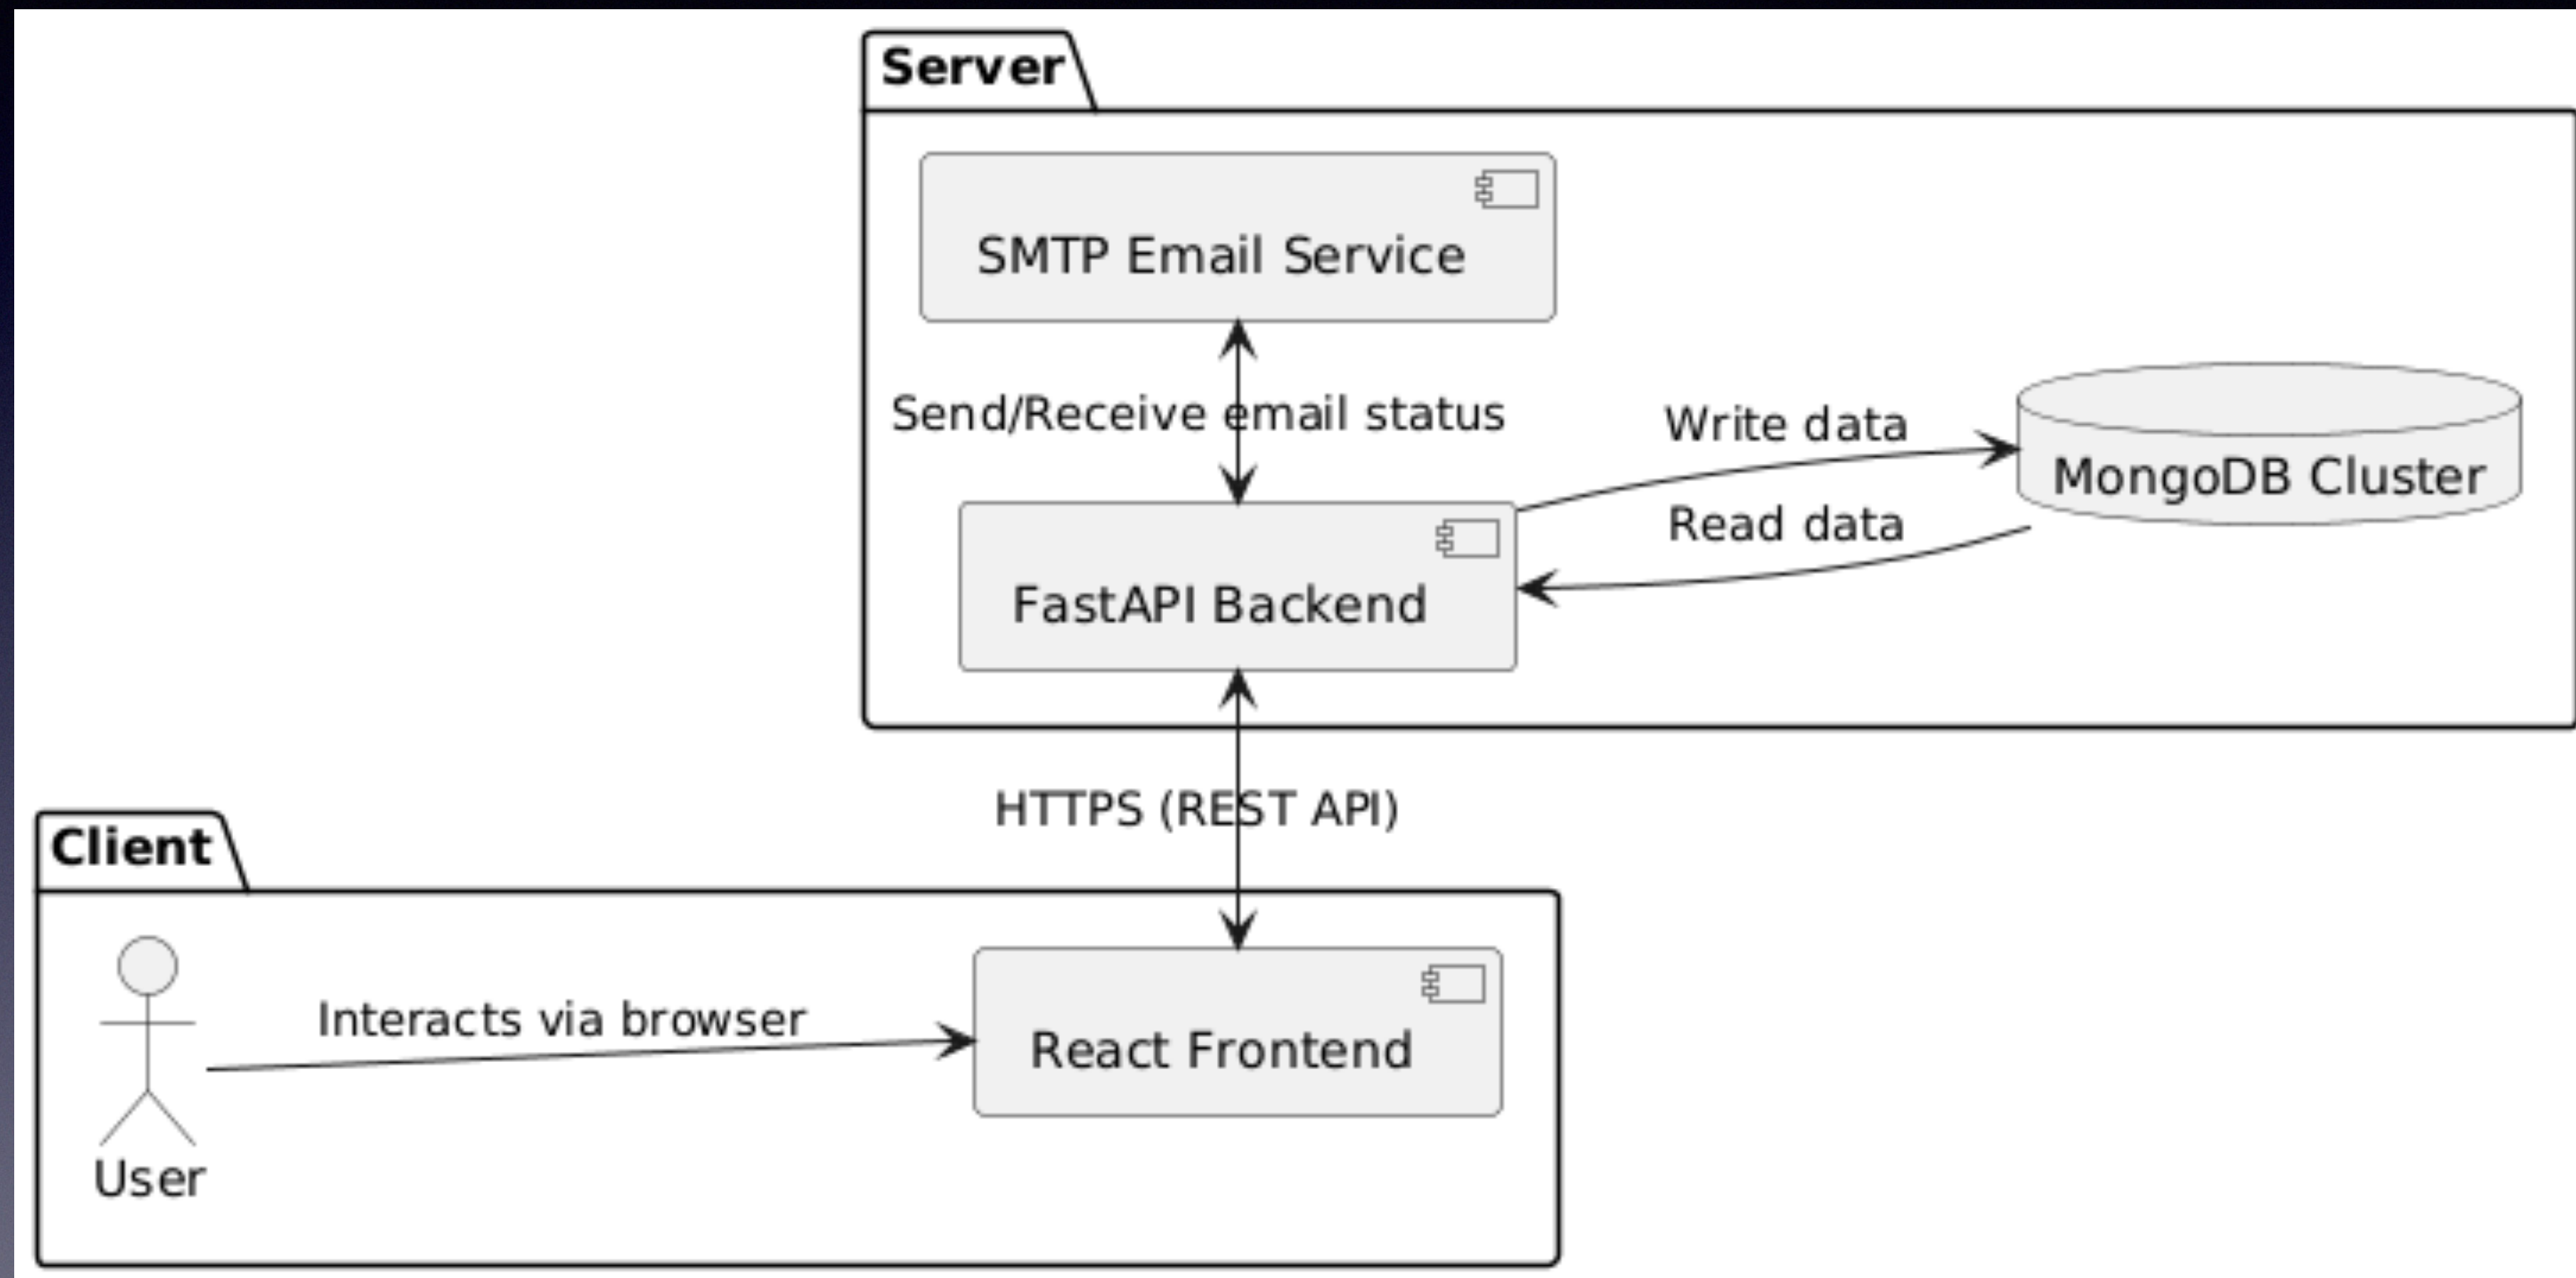 Server
SMTP Email Service
Send/Receive email status
Write data
MongoDB Cluster
Read data
FastAPI Backend
HTTPS (REST API)
Client
Interacts via browser
React Frontend
User